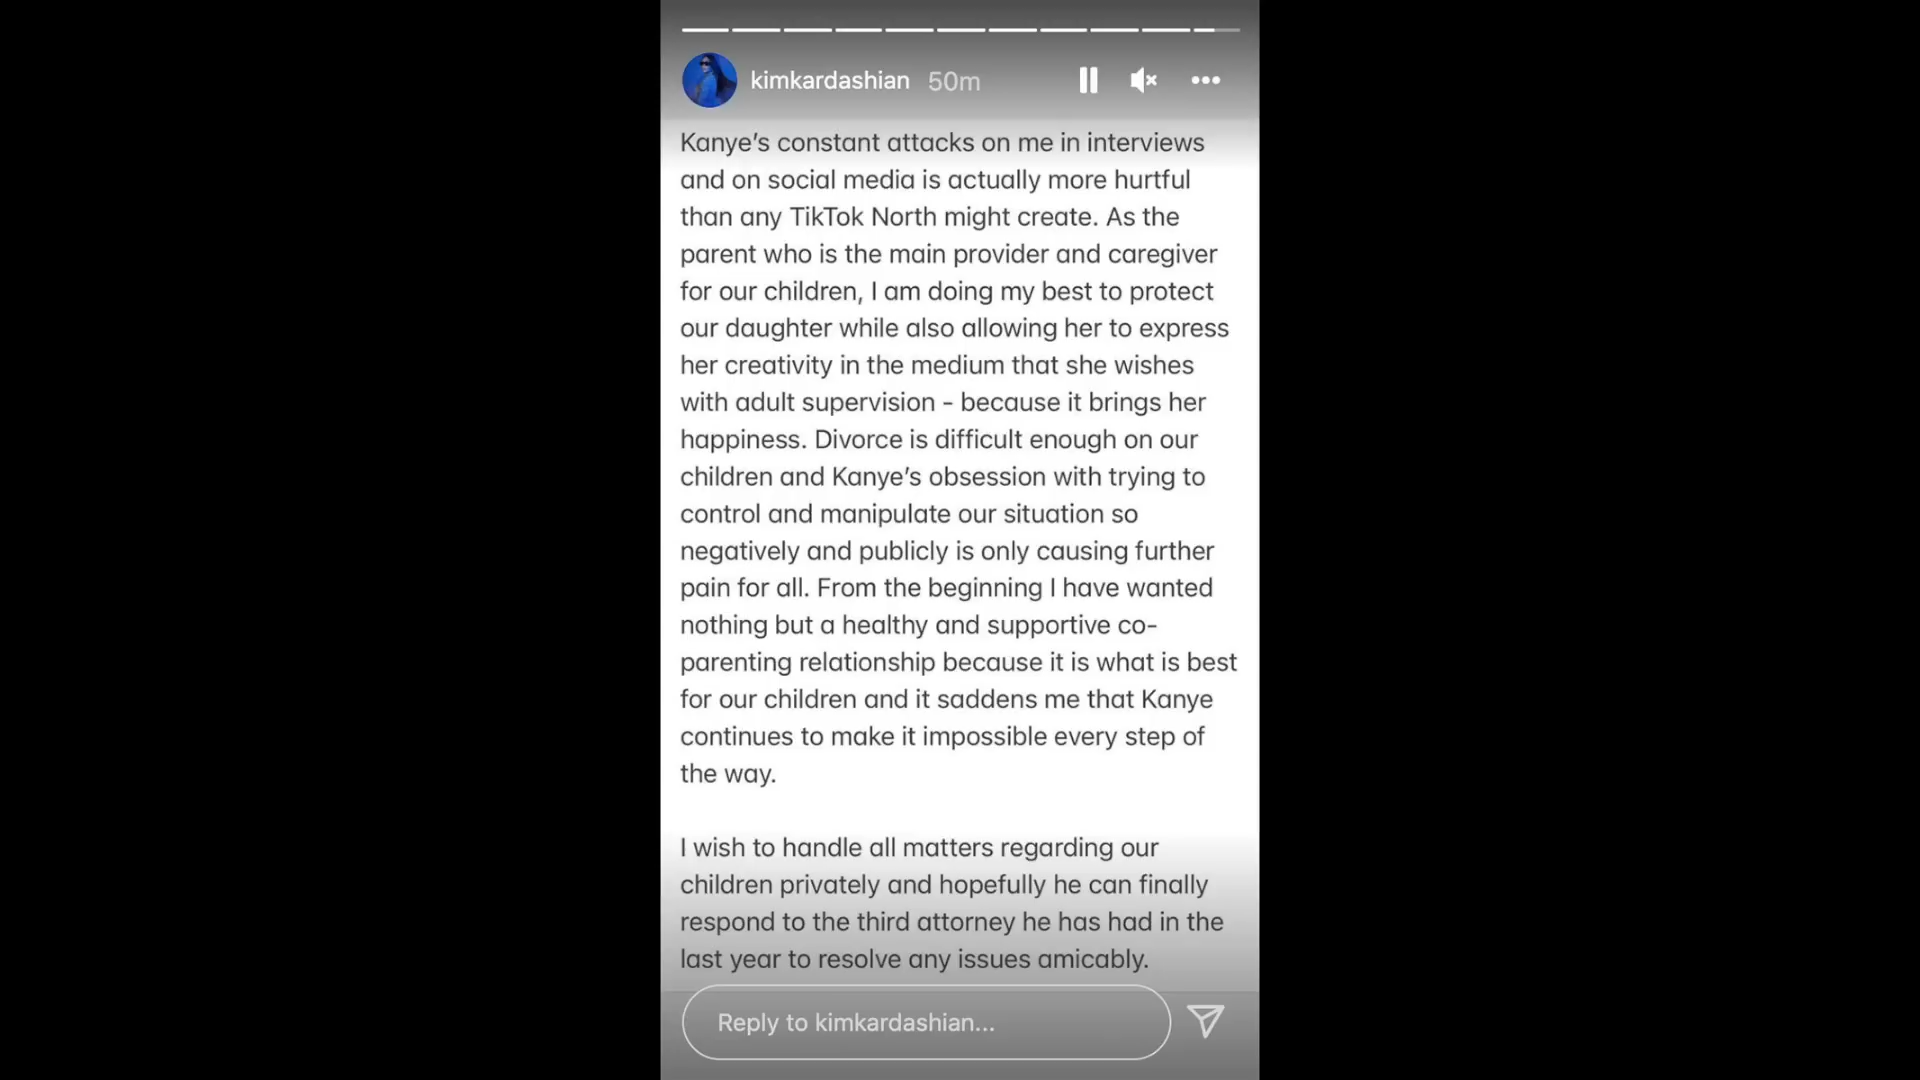 kimkardashian 50m
Kanye’s constant attacks on me in interviews
and on social media is actually more hurtful
than any TikTok North might create. As the
parent who is the main provider and caregiver
for our children, I am doing my best to protect
our daughter while also allowing her to express
her creativity in the medium that she wishes
with adult supervision - because it brings her
happiness. Divorce is difficult enough on our
children and Kanye’s obsession with trying to
control and manipulate our situation so
negatively and publicly is only causing further
pain for all. From the beginning I have wanted
nothing but a healthy and supportive co-
parenting relationship because it is what is best
for our children and it saddens me that Kanye
continues to make it impossible every step of
the way.
I wish to handle all matters regarding our
children privately and hopefully he can finally
respond to the third attorney he has had in the
last year to resolve any issues amicably.
Reply to kimkardashian...